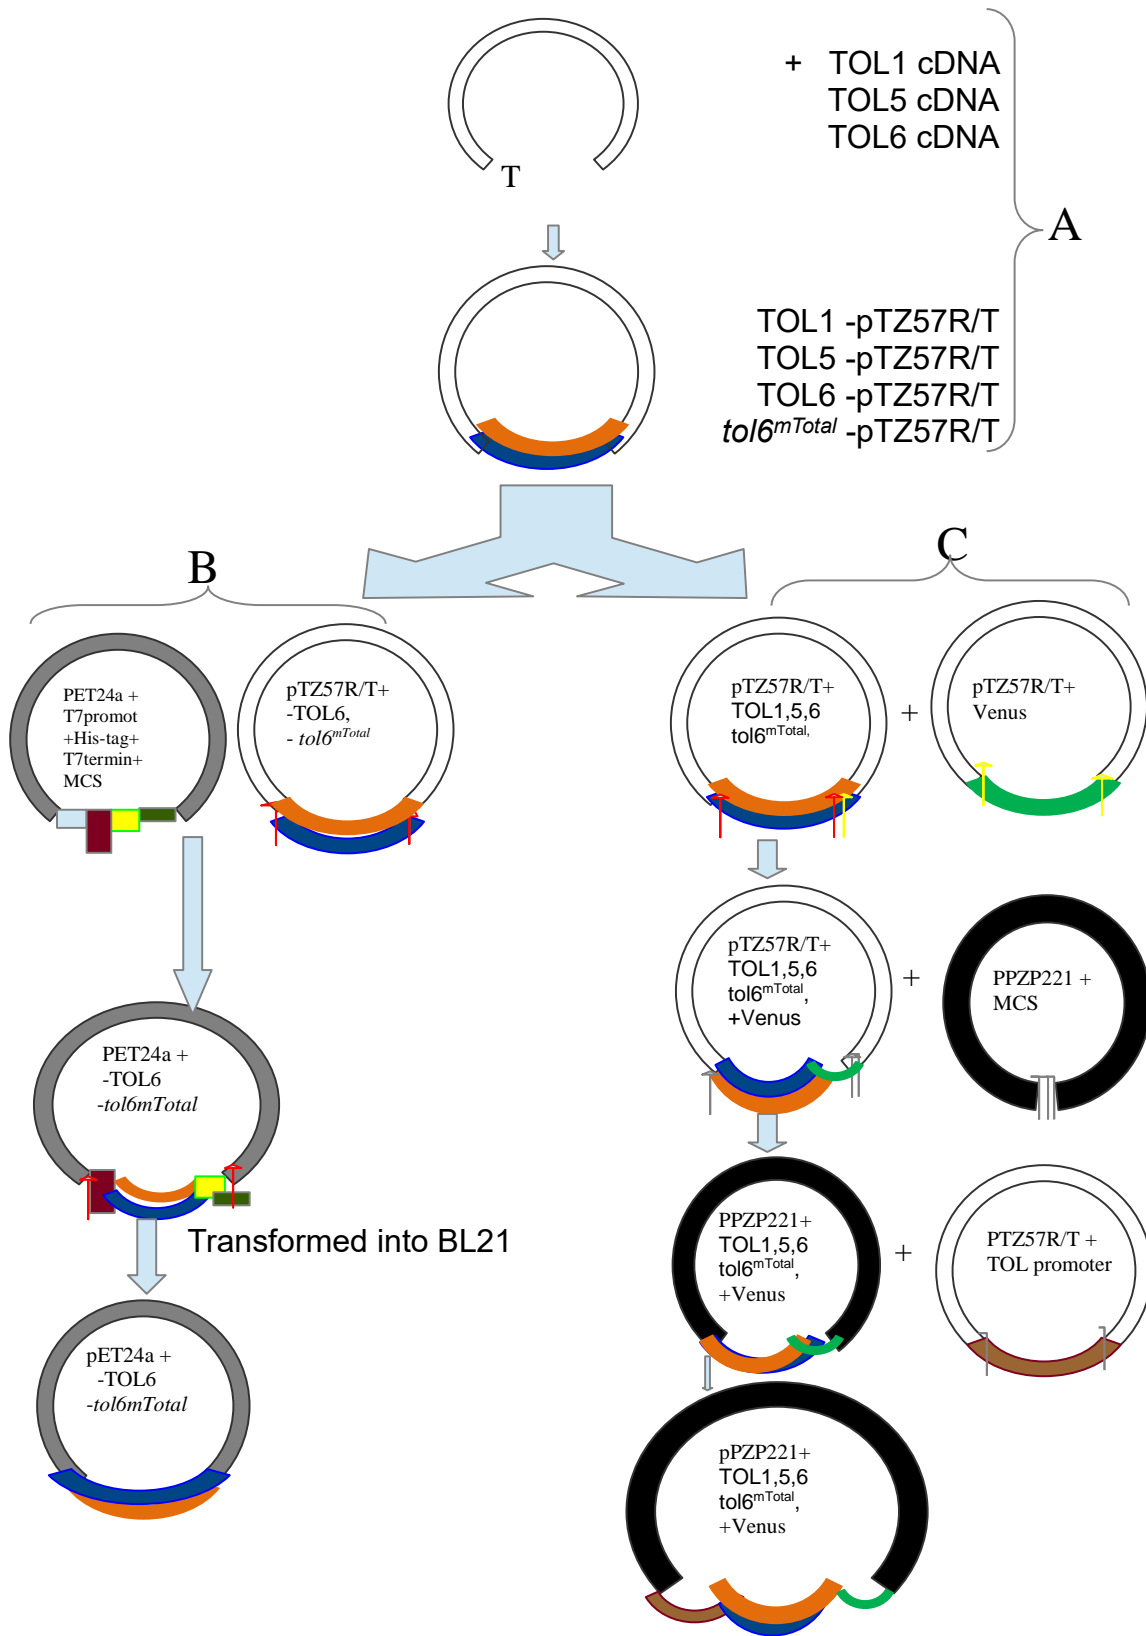 + TOL1 cDNA
TOL5 cDNA
TOL6 cDNA
T
A
TOL1 -pTZ57R/T
TOL5 -pTZ57R/T
TOL6 -pTZ57R/T
tol6mTotal -pTZ57R/T
B
C
PET24a +
T7promot
+His-tag+
T7termin+
MCS
pTZ57R/T+
-TOL6,
- tol6mTotal
pTZ57R/T+
TOL1,5,6
tol6mTotal,
+
pTZ57R/T+
Venus
pTZ57R/T+
TOL1,5,6
tol6mTotal,
+Venus
+
PPZP221 +
MCS
PET24a +
-TOL6
-tol6mTotal
Transformed into BL21
PPZP221+
TOL1,5,6
tol6mTotal,
+Venus
+
PTZ57R/T +
TOL promoter
pET24a +
-TOL6
-tol6mTotal
pPZP221+
TOL1,5,6
tol6mTotal,
+Venus